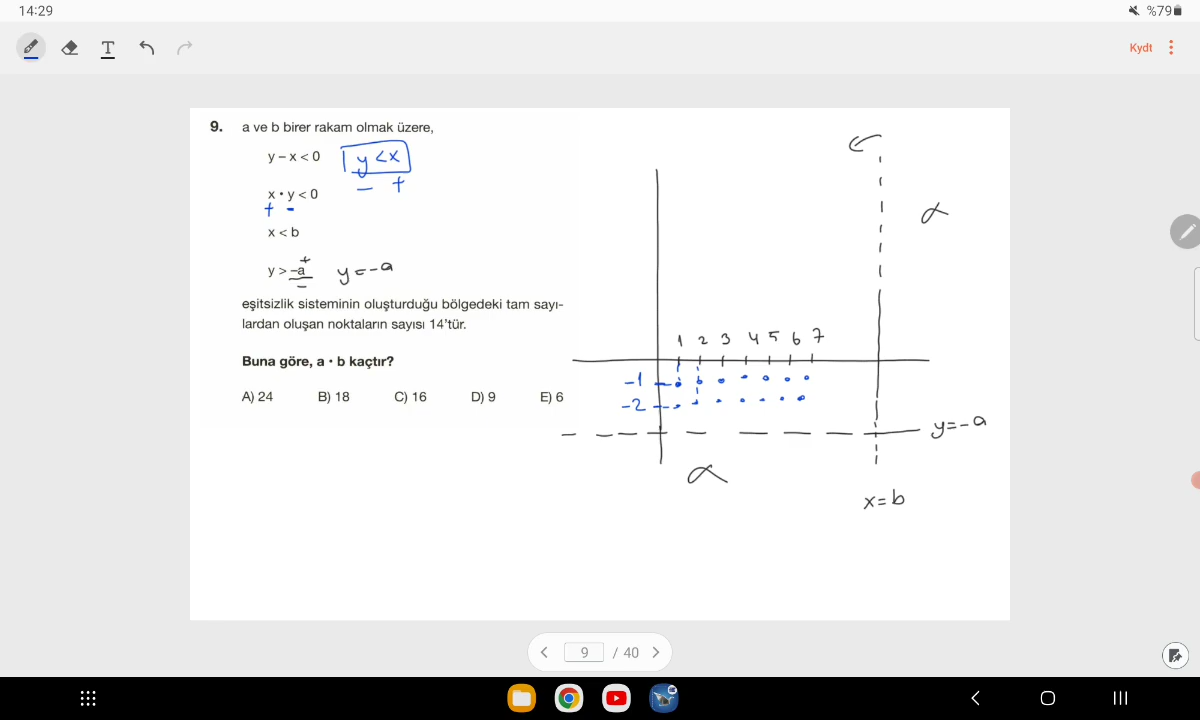 14:29
%79
T
Kydt
9. a ve b birer rakam olmak üzere,
y – x < 0
y < x
– +
x • y < 0
+ -
x < b
y > –a
+
–
y = -a
eşitsizlik sisteminin oluşturduğu bölgedeki tam sayı-
lardan oluşan noktaların sayısı 14'tür.
Buna göre, a • b kaçtır?
A) 24 B) 18 C) 16 D) 9 E) 6
1 2 3 4 5 6 7
-1
-2
y=-a
x=b
9 / 40